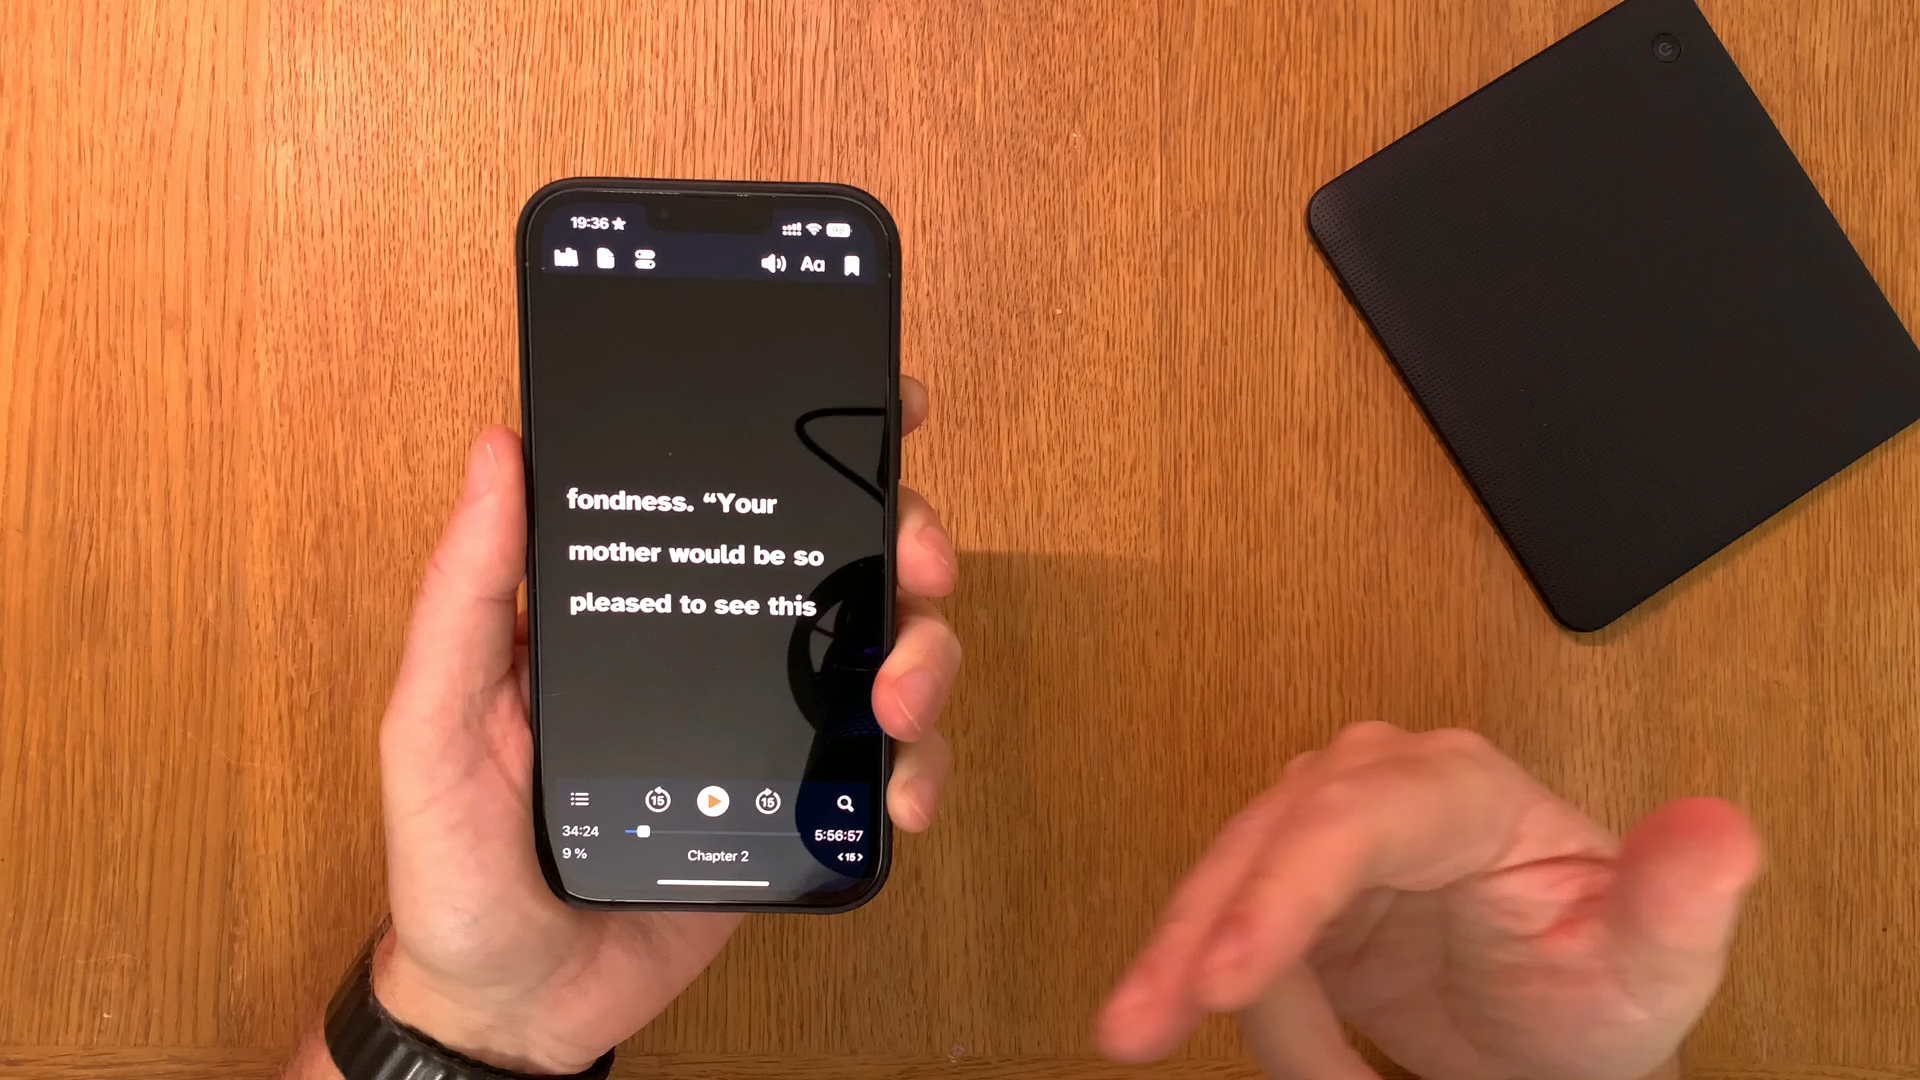 19:36
98
Aa
fondness. “Your
mother would be so
pleased to see this
15
15
34:24
5:56:57
9 %
Chapter 2
<15>